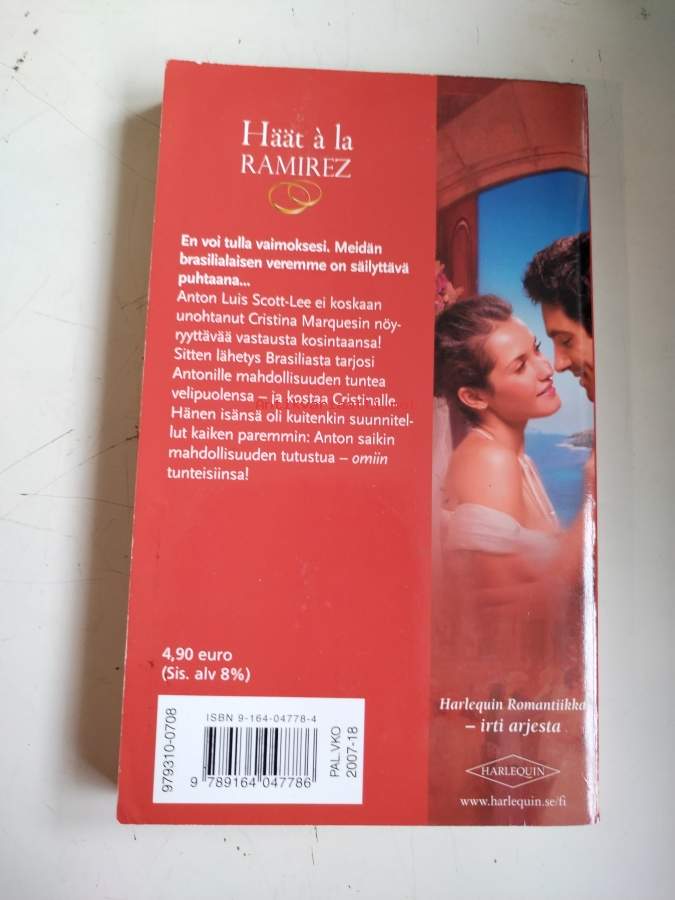 Häät à la
RAMIREZ
En voi tulla vaimoksesi. Meidän
brasilialaisen veremme on säilyttävä
puhtaana...
Anton Luis Scott-Lee ei koskaan
unohtanut Cristina Marquesin nöy-
ryyttävää vastausta kosintaansa!
Sitten lähetys Brasiliasta tarjosi
Antonille mahdollisuuden tuntea
velipuolensa – ja kostaa Cristinalle.
Hänen isänsä oli kuitenkin suunnitel-
lut kaiken paremmin: Anton saikin
mahdollisuuden tutustua – omiin
tunteisiinsa!
4,90 euro
(Sis. alv 8%)
979310-0708
ISBN 9-164-04778-4
9 789164 047786
PAL.VKO
2007-18
Harlequin Romantiikka
– irti arjesta
HARLEQUIN
www.harlequin.se/fi